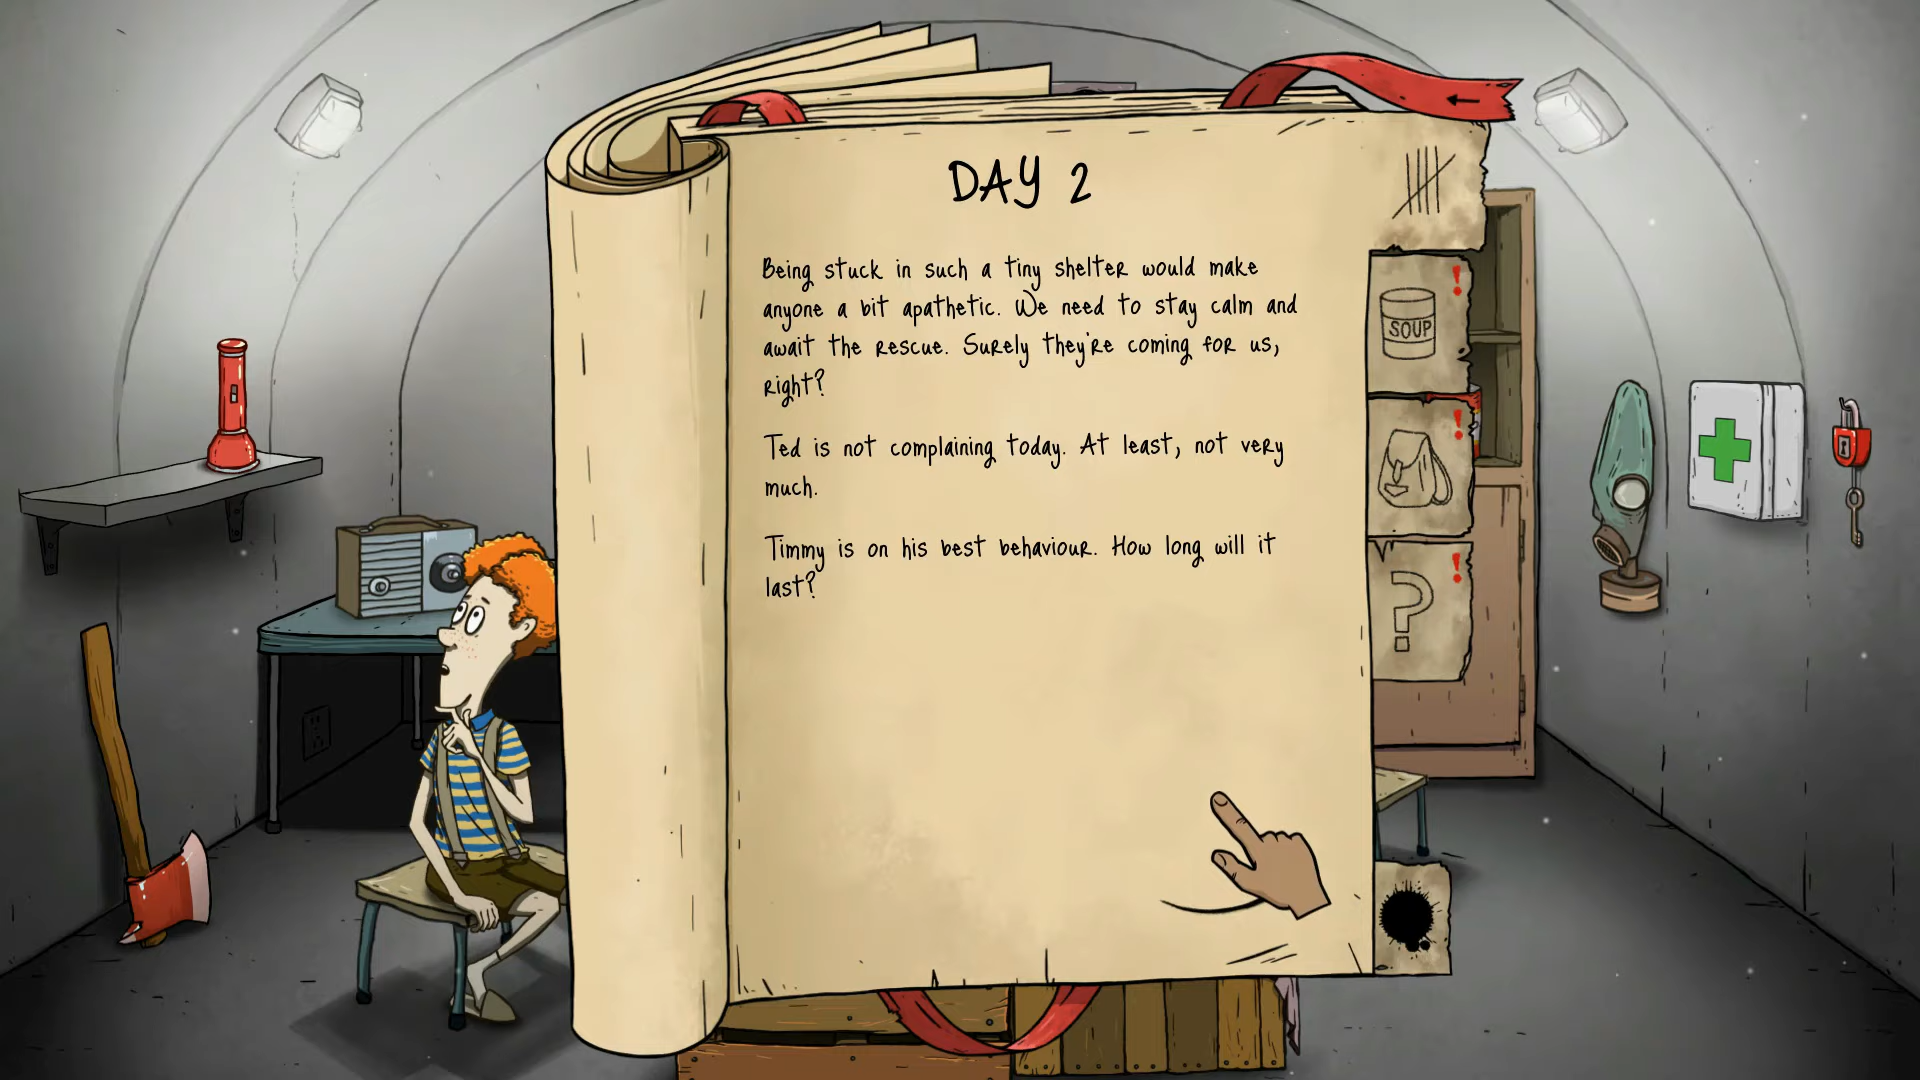 DAY 2
Being stuck in such a tiny shelter would make
anyone a bit apathetic. We need to stay calm and
await the rescue. Surely they're coming for us,
right?
Ted is not complaining today. At least, not very
much.
Timmy is on his best behaviour. How long will it
last?
!
SOUP
!
!
?